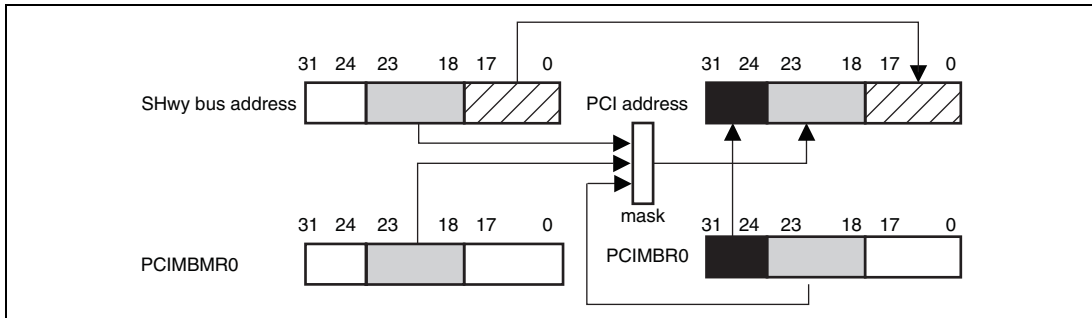 31 24 23 18 17 0 31 24 23 18 17 0
SHwy bus address PCI address
mask
31 24 23 18 17 0 31 24 23 18 17 0
PCIMBMR0 PCIMBR0